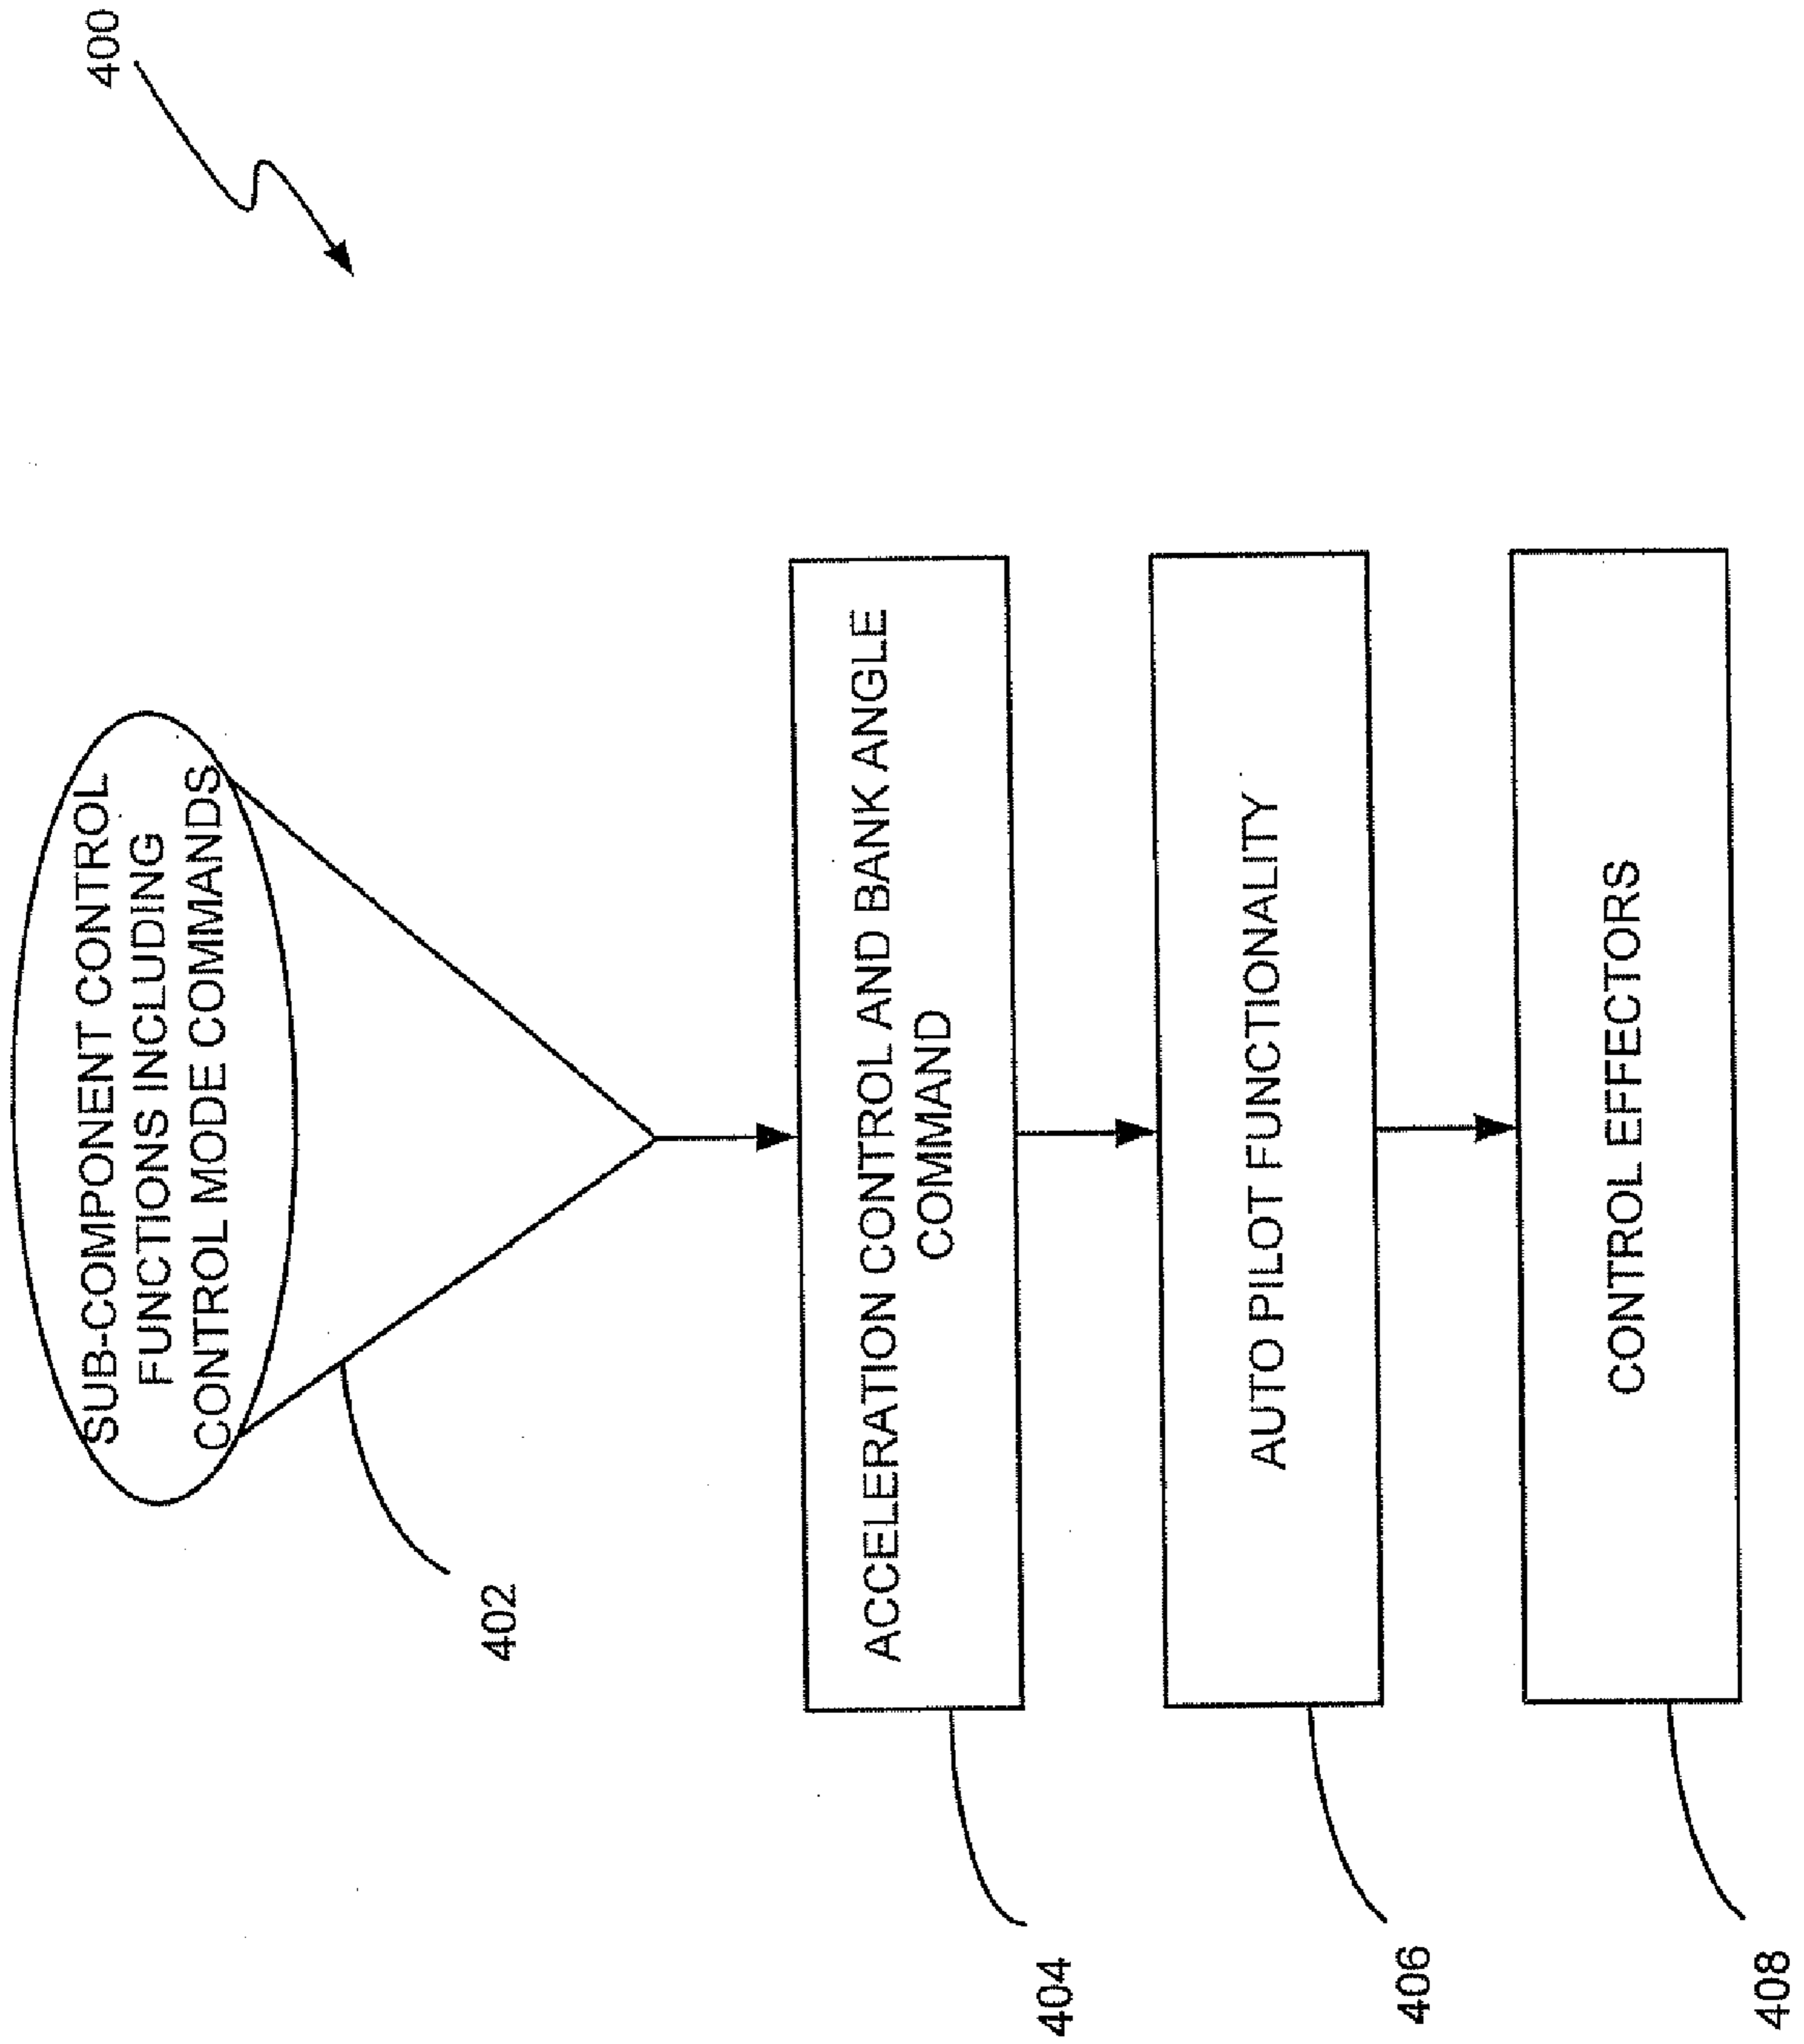 400
SUB-COMPONENT CONTROL
FUNCTIONS INCLUDING
CONTROL MODE COMMANDS
402
ACCELERATION CONTROL AND BANK ANGLE
COMMAND
404
AUTO PILOT FUNCTIONALITY
406
CONTROL EFFECTORS
408